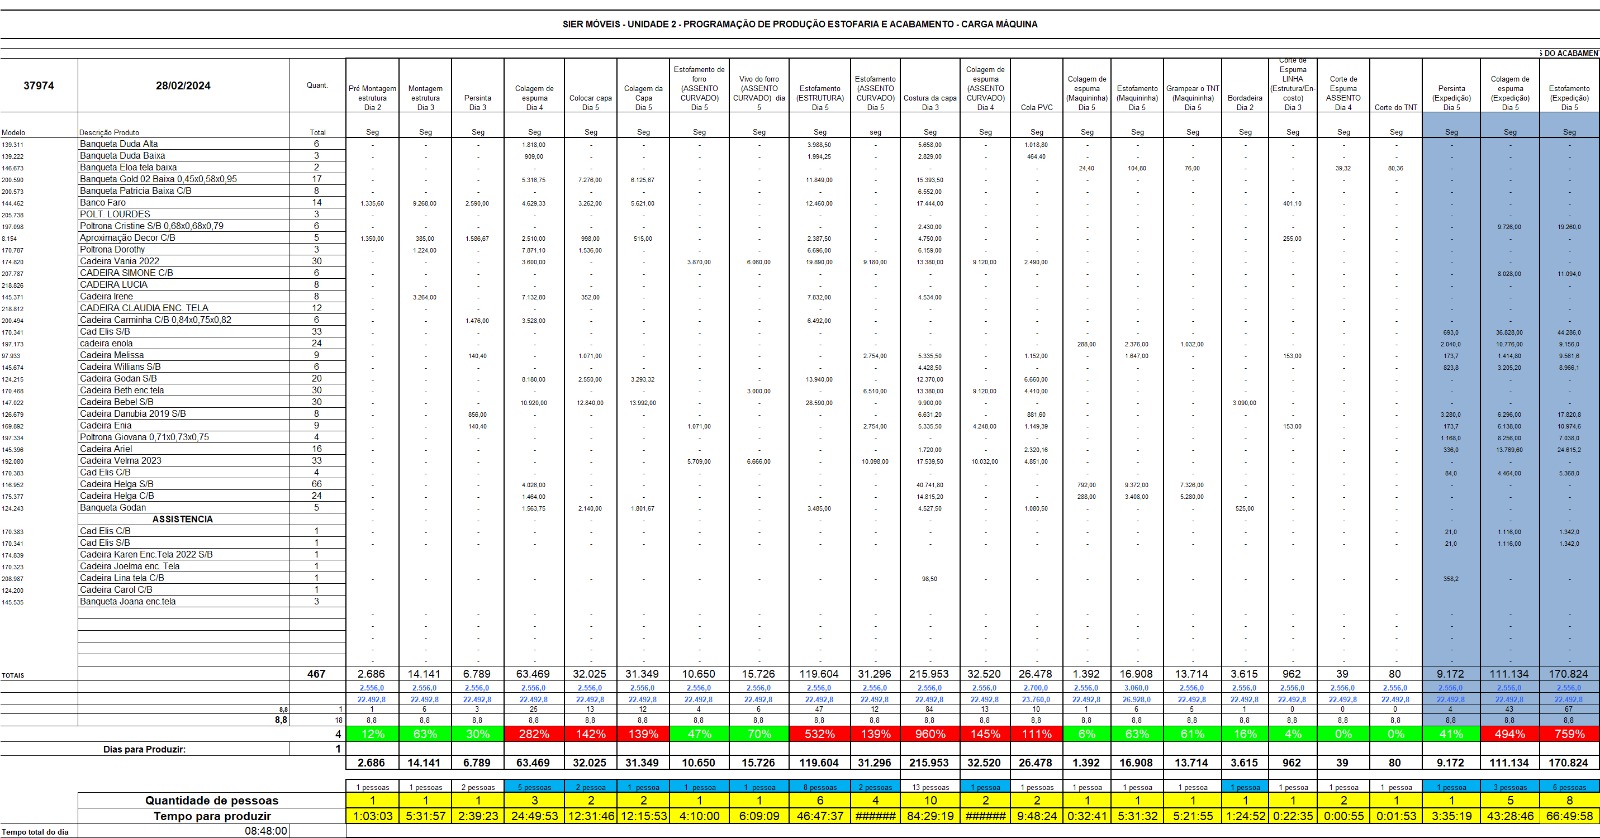 SIER MÓVEIS - UNIDADE 2 - PROGRAMAÇÃO DE PRODUÇÃO ESTOFARIA E ACABAMENTO - CARGA MÁQUINA
S DO ACABAMEN
37974 28/02/2024 Quant. Pré Montagem estrutura Dia 2 Montagem estrutura Dia 3 Persinta Dia 3 Colagem de espuma Dia 4 Colocar capa Dia 5 Colagem da Capa Dia 5 Estofamento de forro (ASSENTO CURVADO) Dia 4 Vivo do forro (ASSENTO CURVADO) dia 5 Estofamento (ESTRUTURA) Dia 5 Estofamento (ASSENTO CURVADO) Dia 5 Costura da capa Dia 3 Colagem de espuma (ASSENTO CURVADO) Dia 4 Cola PVC Colagem de espuma (Maquininha) Dia 5 Estofamento (Maquininha) Dia 5 Grampear o TNT (Maquininha) Dia 5 Bordadeira Dia 2 Corte de Espuma LINHA (Estrutura/En-costo) Dia 3 Corte de Espuma ASSENTO Dia 4 Corte do TNT Persinta (Expedição) Dia 5 Colagem de espuma (Expedição) Dia 5 Estofamento (Expedição) Dia 5
Modelo Descrição Produto Total Seg Seg Seg Seg Seg Seg Seg Seg Seg seg Seg Seg Seg Seg Seg Seg Seg Seg Seg Seg Seg Seg Seg
139.311 Banqueta Duda Alta 6 1.818,00 3.988,50 5.658,00 1.018,80
139.222 Banqueta Duda Baixa 3 909,00 1.994,25 2.829,00 464,40
146.673 Banqueta Eloa tela baixa 2 24,40 104,80 76,00 39,32 80,36
200.590 Banqueta Gold 02 Baixa 0,45x0,58x0,95 17 5.316,75 7.276,00 6.125,67 11.849,00 15.393,50
200.573 Banqueta Patricia Baixa C/B 8 6.552,00
144.462 Banco Faro 14 1.335,60 9.268,00 2.590,00 4.629,33 3.262,00 5.621,00 12.460,00 17.444,00 401,10
205.738 POLT. LOURDES 3
197.098 Poltrona Cristine S/B 0,68x0,68x0,79 6 2.430,00 9.726,00 19.260,0
8.154 Aproximação Decor C/B 5 1.350,00 385,00 1.586,67 2.510,00 998,00 515,00 2.387,50 4.750,00 255,00
170.787 Poltrona Dorothy 3 1.224,00 7.871,10 1.536,00 6.696,00 6.159,00
174.820 Cadeira Vania 2022 30 3.600,00 3.870,00 6.060,00 19.890,00 9.180,00 13.380,00 9.120,00 2.490,00
207.787 CADEIRA SIMONE C/B 6 8.028,00 11.094,0
218.826 CADEIRA LUCIA 8
145.371 Cadeira Irene 8 3.264,00 7.132,80 352,00 7.832,00 4.534,00
218.812 CADEIRA CLAUDIA ENC. TELA 12
200.494 Cadeira Carminha C/B 0,84x0,75x0,82 6 1.476,00 3.528,00 6.492,00
170.341 Cad Elis S/B 33 693,0 36.828,00 44.286,0
197.173 cadeira enola 24 288,00 2.376,00 1.032,00 2.040,0 10.776,00 9.156,0
97.933 Cadeira Melissa 9 140,40 1.071,00 2.754,00 5.335,50 1.152,00 1.647,00 153,00 173,7 1.414,80 9.581,6
145.674 Cadeira Willians S/B 6 4.428,50 823,8 3.205,20 8.966,1
124.215 Cadeira Godan S/B 20 8.180,00 2.550,00 3.293,32 13.940,00 12.370,00 6.660,00
170.468 Cadeira Beth enc.tela 30 3.000,00 6.510,00 13.380,00 9.120,00 4.410,00
147.022 Cadeira Bebel S/B 30 10.920,00 12.840,00 13.992,00 28.590,00 9.900,00 3.090,00
126.679 Cadeira Danubia 2019 S/B 8 856,00 6.631,20 881,60 3.280,0 6.296,00 17.820,8
169.892 Cadeira Enia 9 140,40 1.071,00 2.754,00 5.335,50 4.248,00 1.149,39 153,00 173,7 6.138,00 10.974,6
197.334 Poltrona Giovana 0,71x0,73x0,75 4 1.168,0 8.256,00 7.038,0
145.396 Cadeira Ariel 16 1.720,00 2.320,16 336,0 13.789,60 24.615,2
192.080 Cadeira Velma 2023 33 5.709,00 6.666,00 10.098,00 17.539,50 10.032,00 4.851,00
170.383 Cad Elis C/B 4 84,0 4.464,00 5.368,0
116.952 Cadeira Helga S/B 66 4.026,00 40.741,80 792,00 9.372,00 7.326,00
175.377 Cadeira Helga C/B 24 1.464,00 14.815,20 288,00 3.408,00 5.280,00
124.243 Banqueta Godan 5 1.563,75 2.140,00 1.801,67 3.485,00 4.527,50 1.080,50 525,00
ASSISTENCIA
170.383 Cad Elis C/B 1 21,0 1.116,00 1.342,0
170.341 Cad Elis S/B 1 21,0 1.116,00 1.342,0
174.839 Cadeira Karen Enc.Tela 2022 S/B 1
170.323 Cadeira Joelma enc. Tela 1
208.987 Cadeira Lina tela C/B 1 98,50 358,2
124.200 Cadeira Carol C/B 1
145.535 Banqueta Joana enc.tela 3
TOTAIS 467 2.686 14.141 6.789 63.469 32.025 31.349 10.650 15.726 119.604 31.296 215.953 32.520 26.478 1.392 16.908 13.714 3.615 962 39 80 9.172 111.134 170.824
2.556,0 2.556,0 2.556,0 2.556,0 2.556,0 2.556,0 2.556,0 2.556,0 2.556,0 2.556,0 2.556,0 2.556,0 2.700,0 2.556,0 3.060,0 2.556,0 2.556,0 2.556,0 2.556,0 2.556,0 2.556,0 2.556,0 2.556,0
22.492,8 22.492,8 22.492,8 22.492,8 22.492,8 22.492,8 22.492,8 22.492,8 22.492,8 22.492,8 22.492,8 22.492,8 23.760,0 22.492,8 26.928,0 22.492,8 22.492,8 22.492,8 22.492,8 22.492,8 22.492,8 22.492,8 22.492,8
8,8 1 1 6 3 25 13 12 4 6 47 12 84 13 10 1 6 5 1 0 0 0 4 43 67
8,8 16 8,8 8,8 8,8 8,8 8,8 8,8 8,8 8,8 8,8 8,8 8,8 8,8 8,8 8,8 8,8 8,8 8,8 8,8 8,8 8,8 8,8 8,8 8,8
4 12% 63% 30% 282% 142% 139% 47% 70% 532% 139% 960% 145% 111% 6% 63% 61% 16% 4% 0% 0% 41% 494% 759%
Dias para Produzir: 1
2.686 14.141 6.789 63.469 32.025 31.349 10.650 15.726 119.604 31.296 215.953 32.520 26.478 1.392 16.908 13.714 3.615 962 39 80 9.172 111.134 170.824
1 pessoas 1 pessoas 2 pessoas 5 pessoas 2 pessoas 1 pessoas 1 pessoas 1 pessoas 8 pessoas 2 pessoas 13 pessoas 1 pessoa 1 pessoas 1 pessoas 1 pessoas 1 pessoas 1 pessoa 1 pessoas 1 pessoas 1 pessoas 1 pessoa 3 pessoas 6 pessoas
Quantidade de pessoas 1 1 1 3 2 2 1 1 6 4 10 2 2 1 1 1 1 1 2 1 1 5 8
Tempo para produzir 1:03:03 5:31:57 2:39:23 24:49:53 12:31:46 12:15:53 4:10:00 6:09:09 46:47:37 ###### 84:29:19 ###### 9:48:24 0:32:41 5:31:32 5:21:55 1:24:52 0:22:35 0:00:55 0:01:53 3:35:19 43:28:46 66:49:58
Tempo total do dia 08:48:00